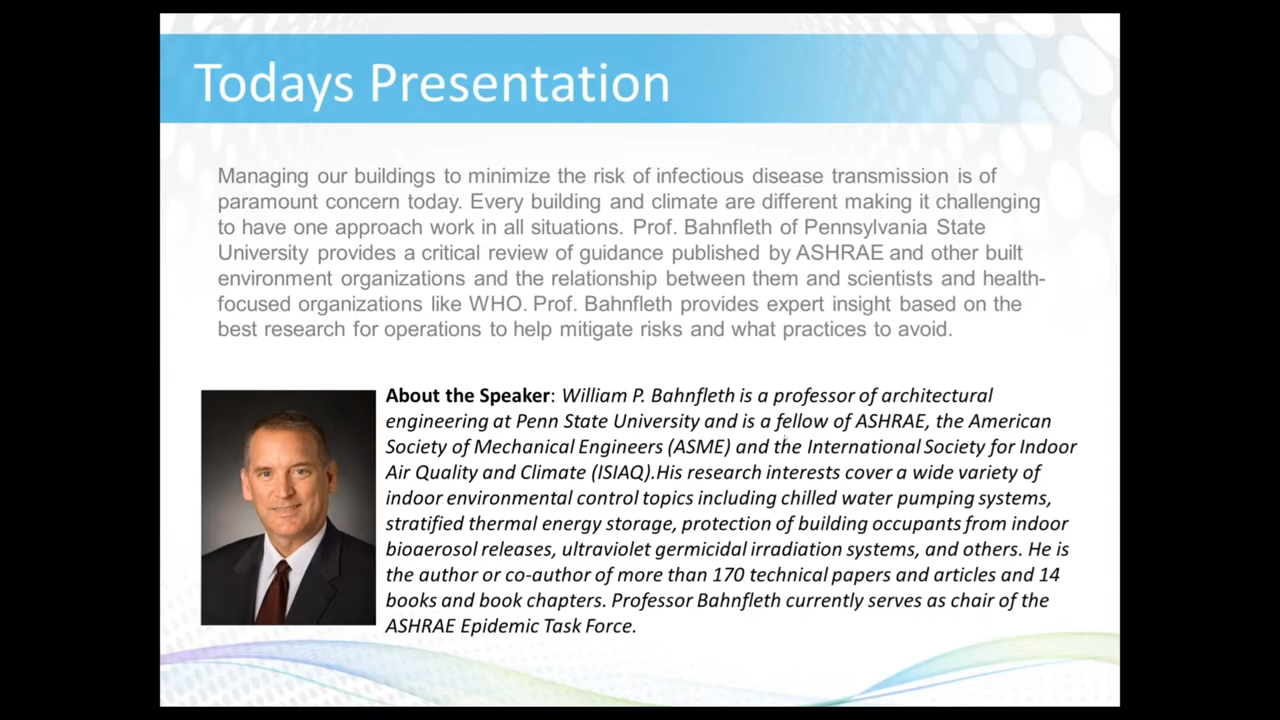 Todays Presentation
Managing our buildings to minimize the risk of infectious disease transmission is of
paramount concern today. Every building and climate are different making it challenging
to have one approach work in all situations. Prof. Bahnfleth of Pennsylvania State
University provides a critical review of guidance published by ASHRAE and other built
environment organizations and the relationship between them and scientists and health-
focused organizations like WHO. Prof. Bahnfleth provides expert insight based on the
best research for operations to help mitigate risks and what practices to avoid.
About the Speaker: William P. Bahnfleth is a professor of architectural
engineering at Penn State University and is a fellow of ASHRAE, the American
Society of Mechanical Engineers (ASME) and the International Society for Indoor
Air Quality and Climate (ISIAQ).His research interests cover a wide variety of
indoor environmental control topics including chilled water pumping systems,
stratified thermal energy storage, protection of building occupants from indoor
bioaerosol releases, ultraviolet germicidal irradiation systems, and others. He is
the author or co-author of more than 170 technical papers and articles and 14
books and book chapters. Professor Bahnfleth currently serves as chair of the
ASHRAE Epidemic Task Force.